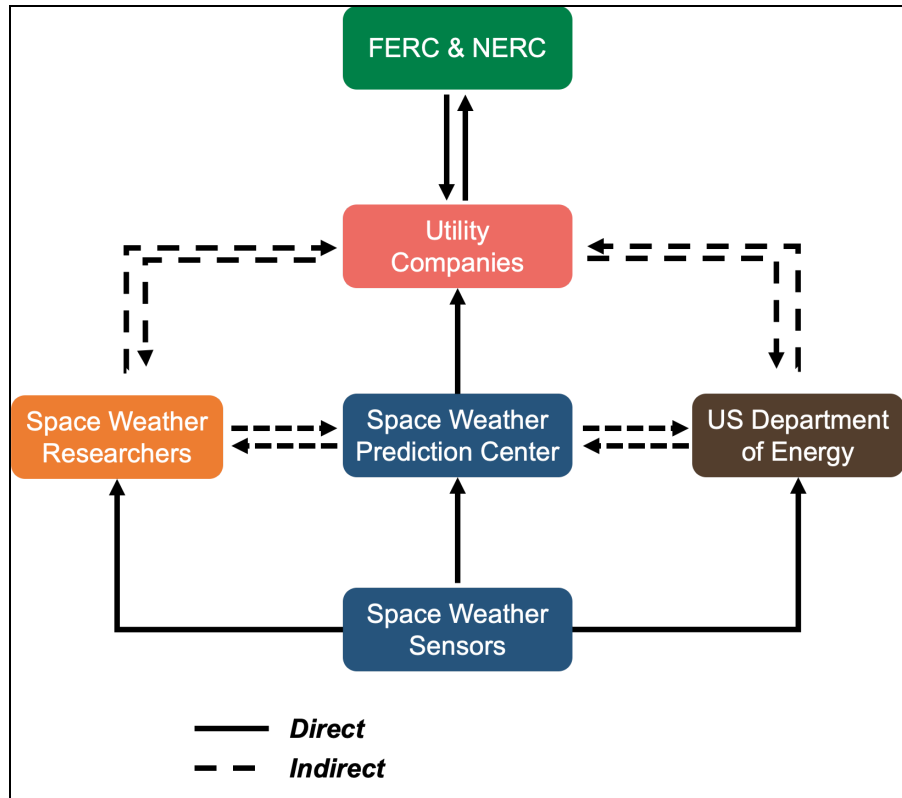 FERC & NERC
Utility
Companies
Space Weather
Researchers
Space Weather
Prediction Center
US Department
of Energy
Space Weather
Sensors
Direct
Indirect